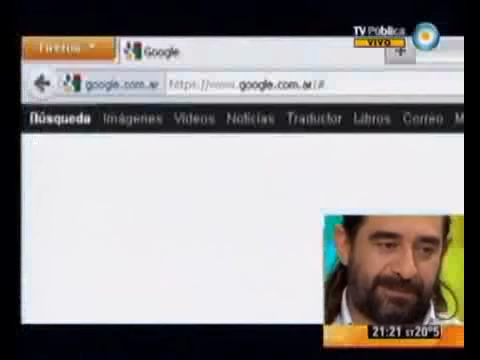 TV Pública
VIVO
Firefox
Google
google.com.ar https://www.google.com.ar/#
Búsqueda Imágenes Videos Noticias Traductor Libros Correo M
21:21 ST 20°5